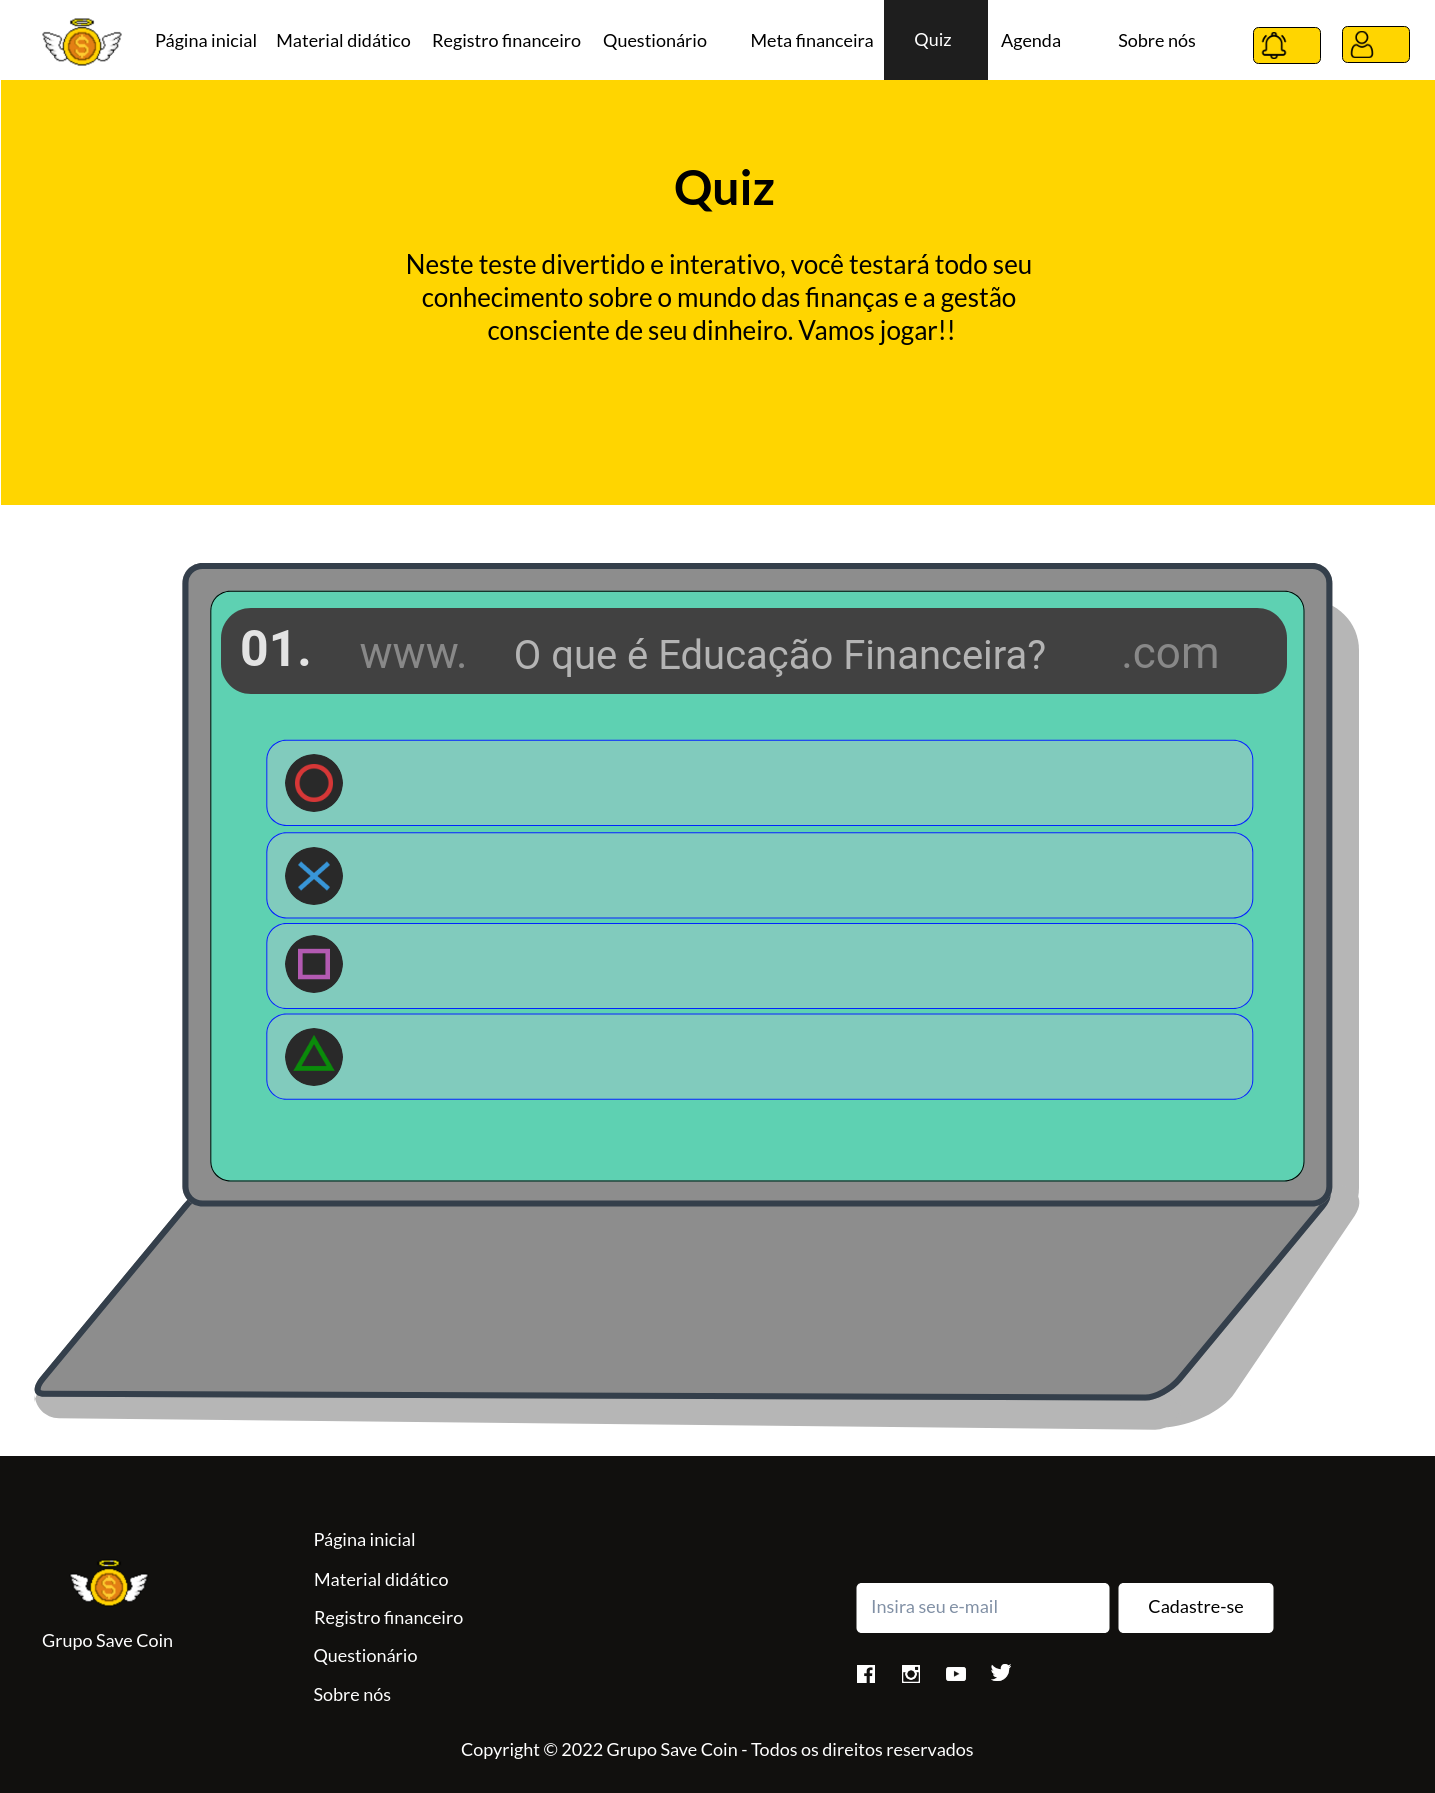 Página inicial Material didático Registro financeiro Questionário Meta financeira Quiz Agenda Sobre nós
Quiz
Neste teste divertido e interativo, você testará todo seu
conhecimento sobre o mundo das finanças e a gestão
consciente de seu dinheiro. Vamos jogar!!
01. www. O que é Educação Financeira? .com
Página inicial
Material didático
Registro financeiro
Questionário
Sobre nós
Grupo Save Coin
Insira seu e-mail Cadastre-se
Copyright © 2022 Grupo Save Coin - Todos os direitos reservados